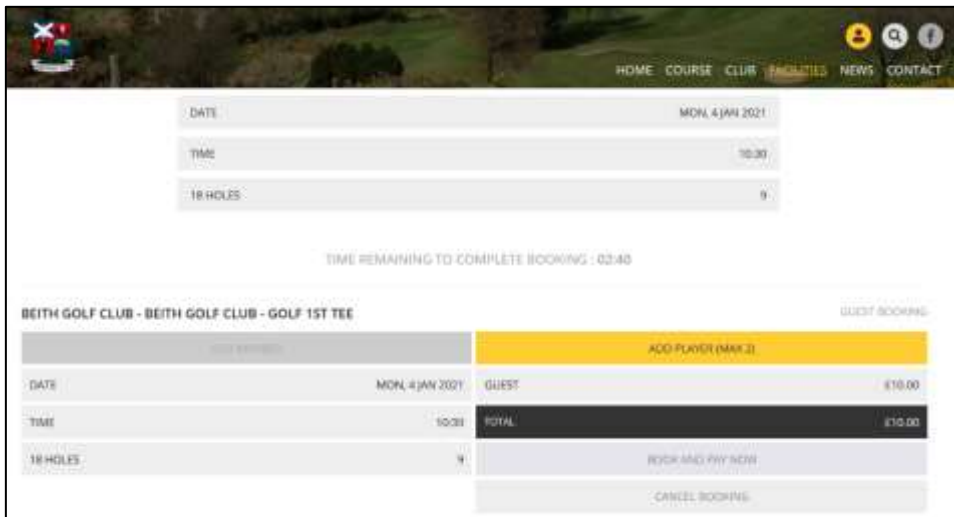 HOME COURSE CLUB FACILITIES NEWS CONTACT
DATE MON, 4 JAN 2021
TIME 10:30
18 HOLES 9
TIME REMAINING TO COMPLETE BOOKING : 02:40
BEITH GOLF CLUB - BEITH GOLF CLUB - GOLF 1ST TEE GUEST BOOKING
ADD PLAYER (MAX 2)
DATE MON, 4 JAN 2021 GUEST £10.00
TIME 10:30 TOTAL £10.00
18 HOLES 9 BOOK AND PAY NOW
CANCEL BOOKING